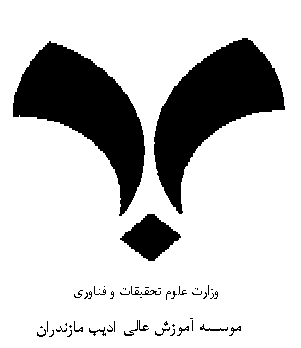 وزارت علوم تحقیقات و فناوری
موسسه آموزش عالی ادیب مازندران